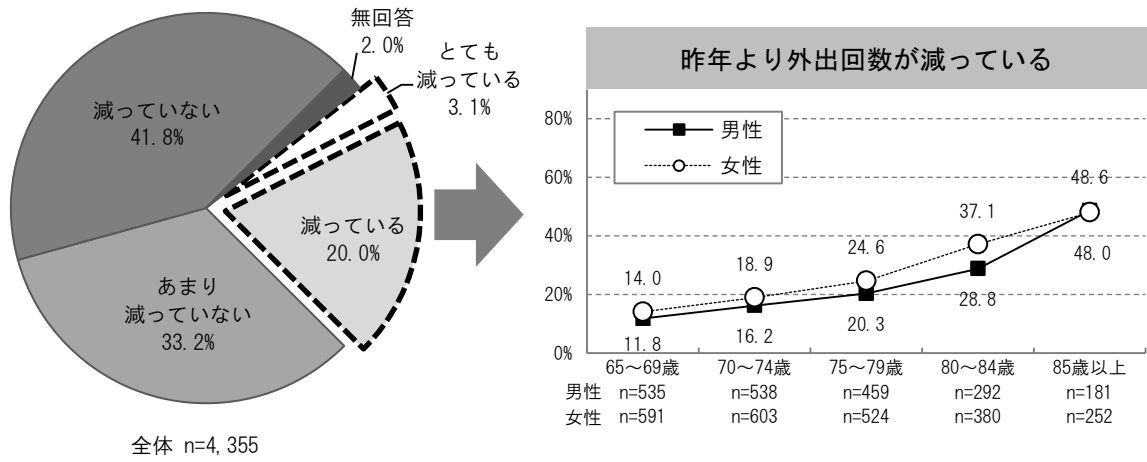 無回答
2.0%
とても
減っている
3.1%
減っていない
41.8%
減っている
20.0%
あまり
減っていない
33.2%
全体 n=4,355
昨年より外出回数が減っている
80%
60%
40%
20%
0%
男性
女性
14.0
18.9
24.6
37.1
48.6
11.8
16.2
20.3
28.8
48.0
65～69歳 70～74歳 75～79歳 80～84歳 85歳以上
男性 n=535 n=538 n=459 n=292 n=181
女性 n=591 n=603 n=524 n=380 n=252